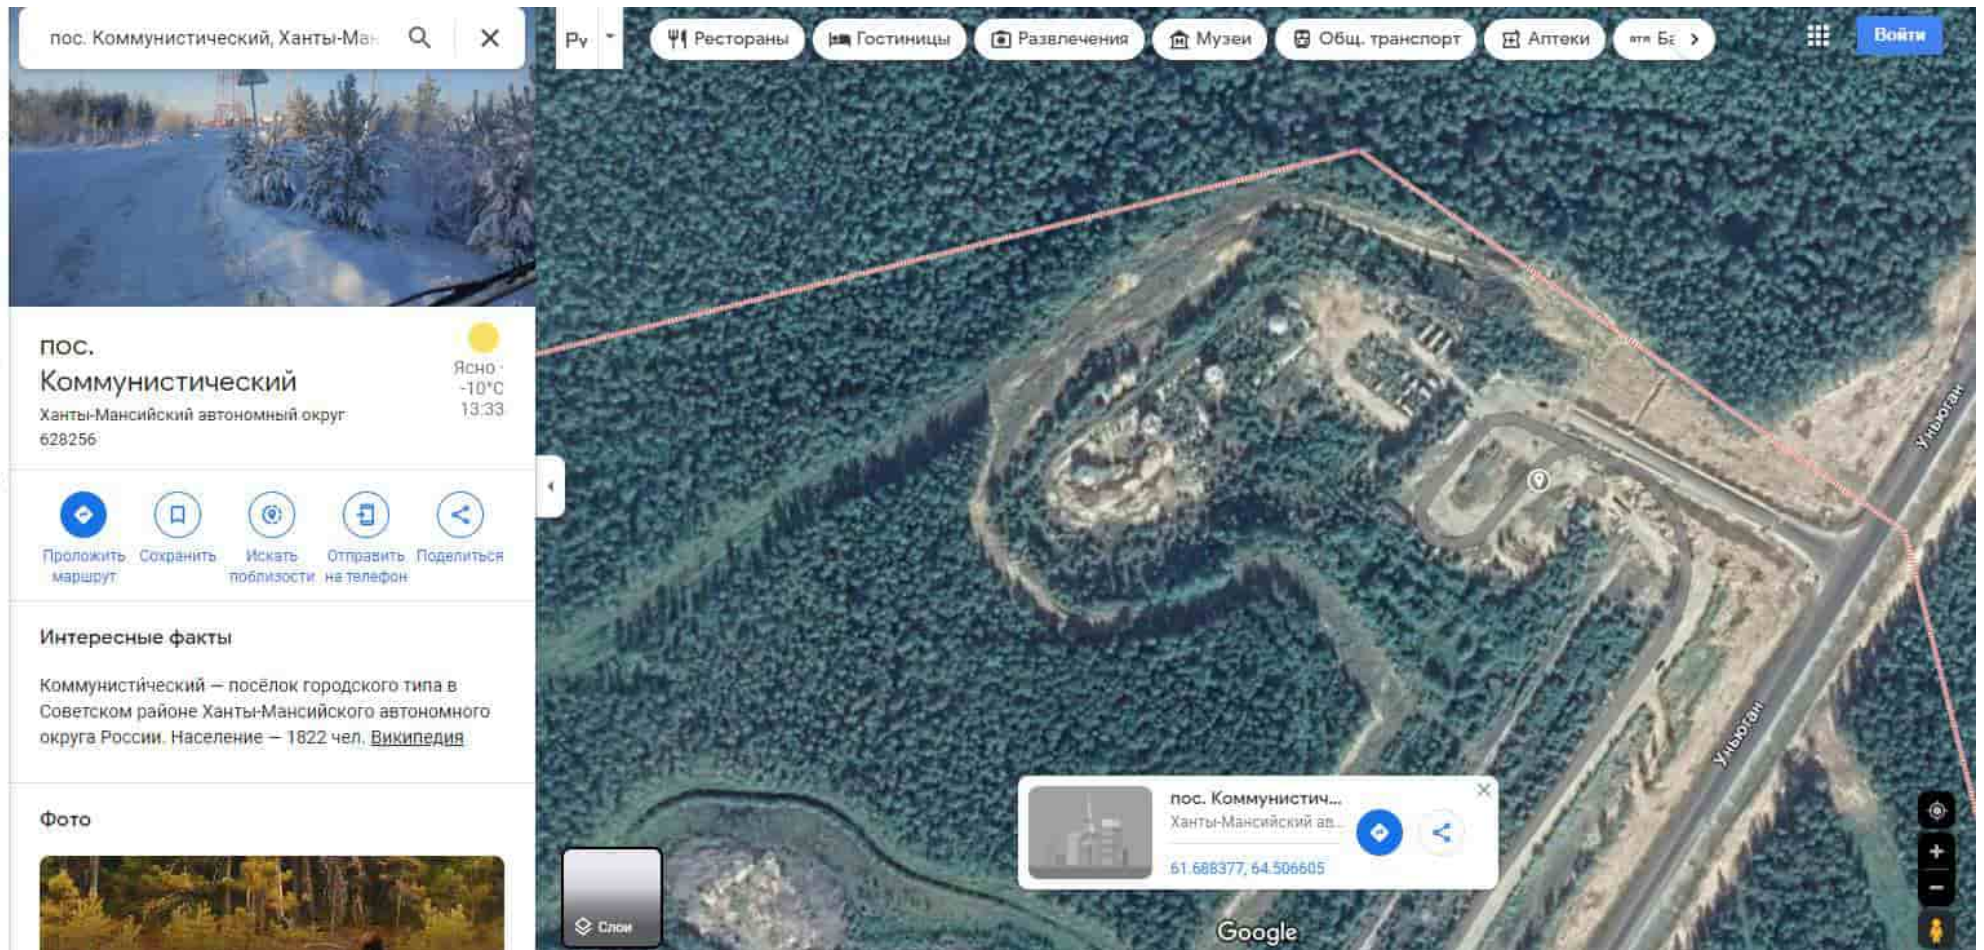 пос. Коммунистический, Ханты-Ман
Ру
Рестораны
Гостиницы
Развлечения
Музеи
Общ. транспорт
Аптеки
Войти
пос.
Коммунистический
Ханты-Мансийский автономный округ
628256
Ясно ·
-10°C
13:33
Проложить маршрут
Сохранить
Искать поблизости
Отправить на телефон
Поделиться
Интересные факты
Коммунисти́ческий — посёлок городского типа в
Советском районе Ханты-Мансийского автономного
округа России. Население — 1822 чел. Википедия
Фото
Уньюган
Уньюган
пос. Коммунистич...
Ханты-Мансийский ав...
61.688377, 64.506605
Слои
Google